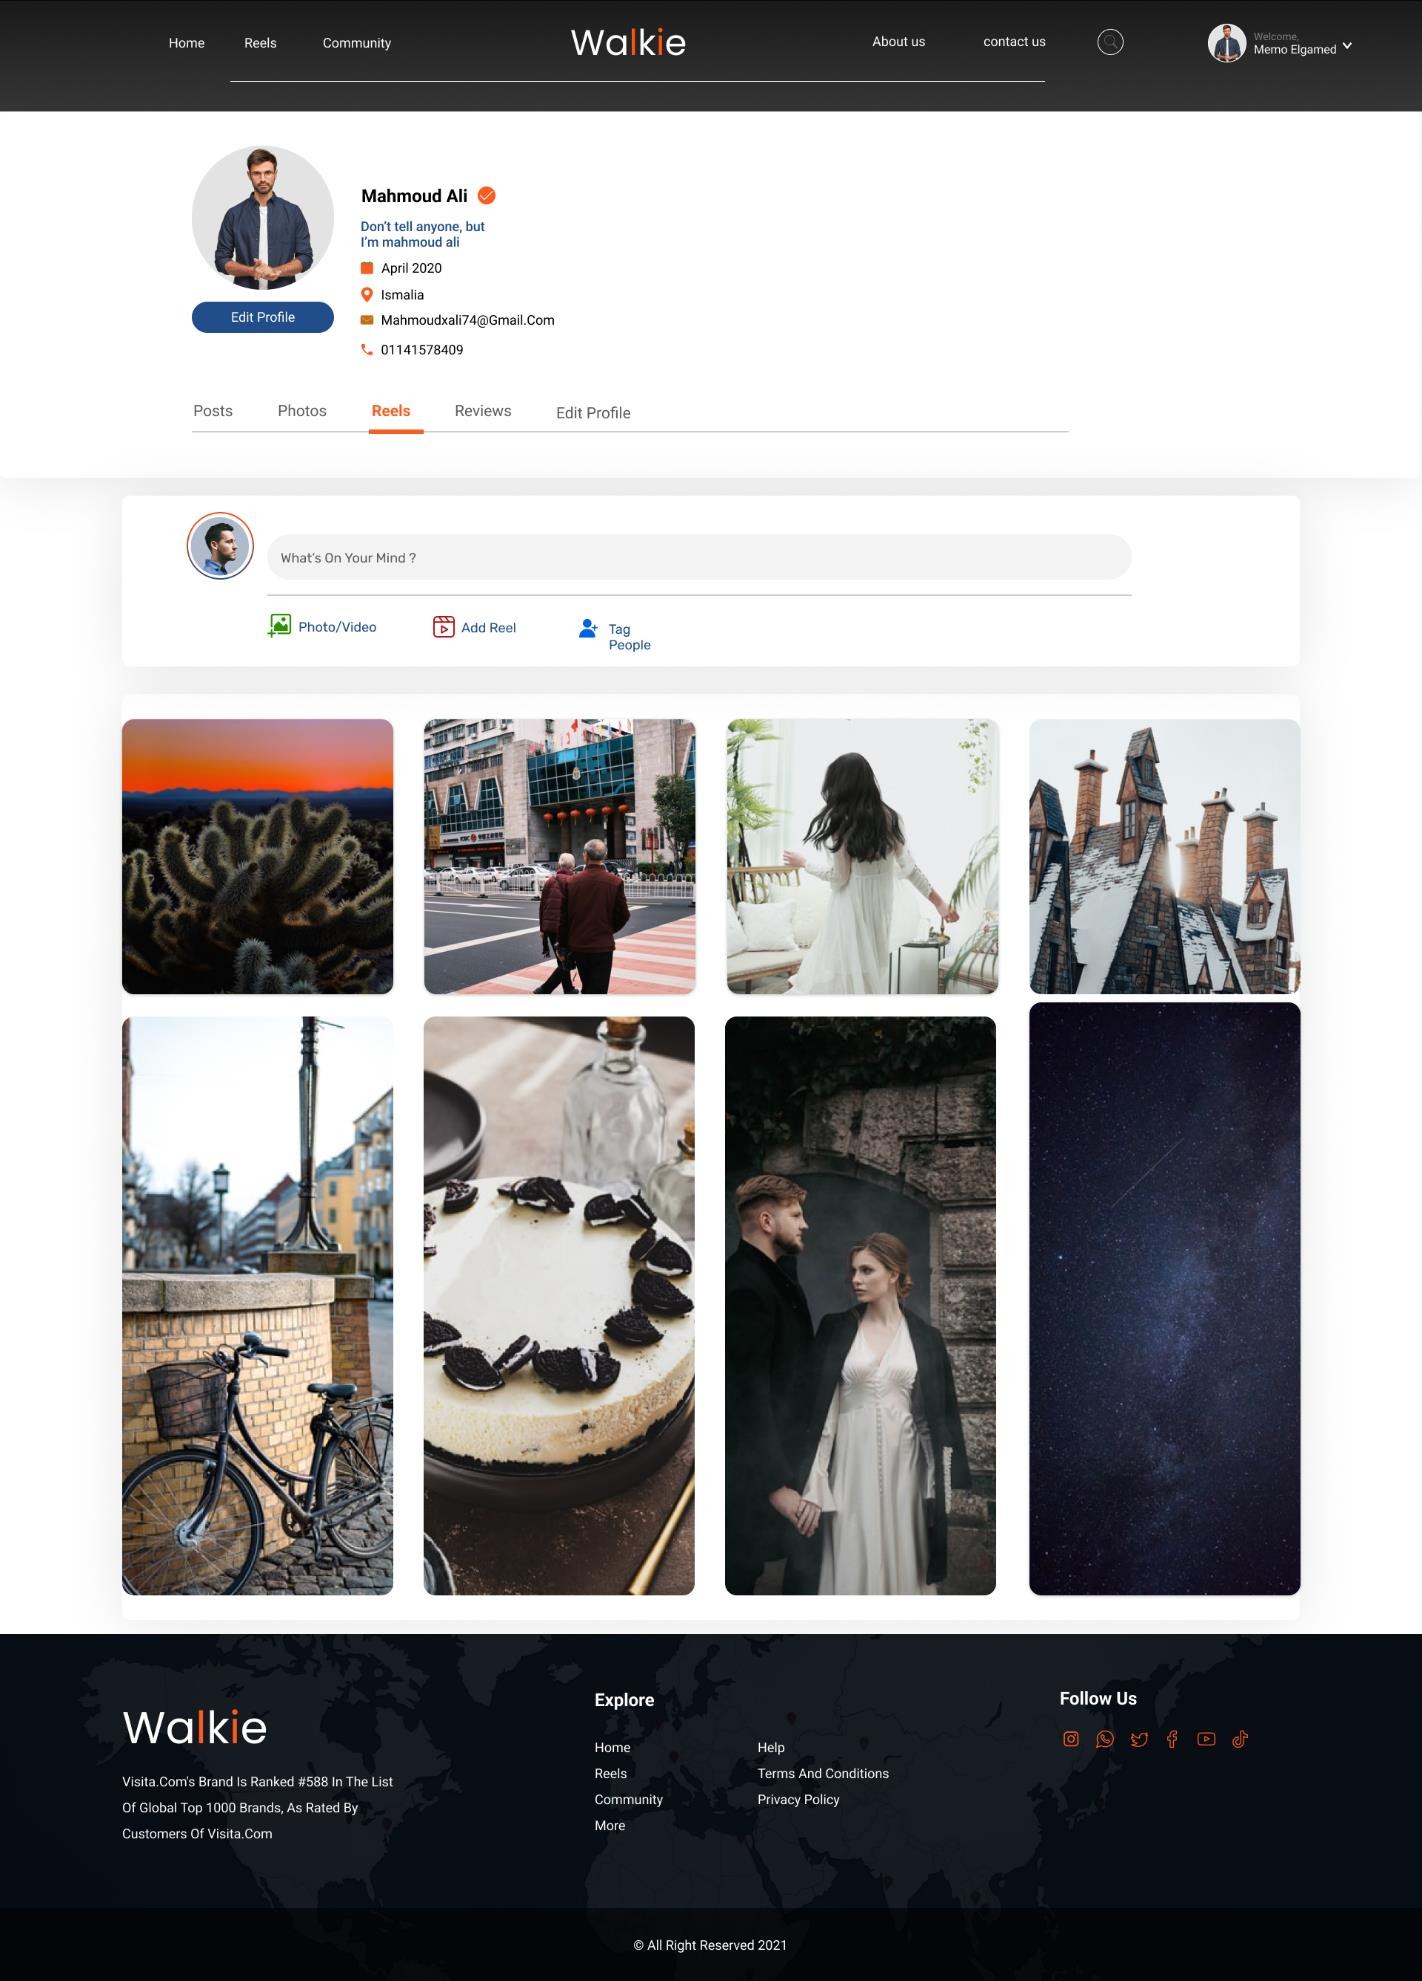 Home
Reels
Community
Walkie
About us
contact us
Welcome,
Memo Elgamed
Mahmoud Ali
Don't tell anyone, but
I'm mahmoud ali
April 2020
Ismalia
Mahmoudxali74@Gmail.Com
01141578409
Edit Profile
Posts
Photos
Reels
Reviews
Edit Profile
What's On Your Mind ?
Photo/Video
Add Reel
Tag
People
Walkie
Visita.Com's Brand Is Ranked #588 In The List
Of Global Top 1000 Brands, As Rated By
Customers Of Visita.Com
Explore
Home
Reels
Community
More
Help
Terms And Conditions
Privacy Policy
Follow Us
© All Right Reserved 2021